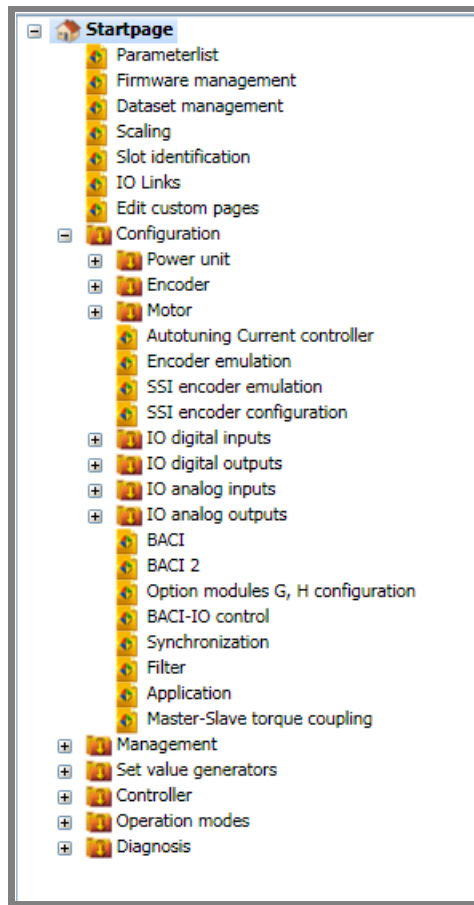 Startpage
Parameterlist
Firmware management
Dataset management
Scaling
Slot identification
IO Links
Edit custom pages
Configuration
Power unit
Encoder
Motor
Autotuning Current controller
Encoder emulation
SSI encoder emulation
SSI encoder configuration
IO digital inputs
IO digital outputs
IO analog inputs
IO analog outputs
BACI
BACI 2
Option modules G, H configuration
BACI-IO control
Synchronization
Filter
Application
Master-Slave torque coupling
Management
Set value generators
Controller
Operation modes
Diagnosis